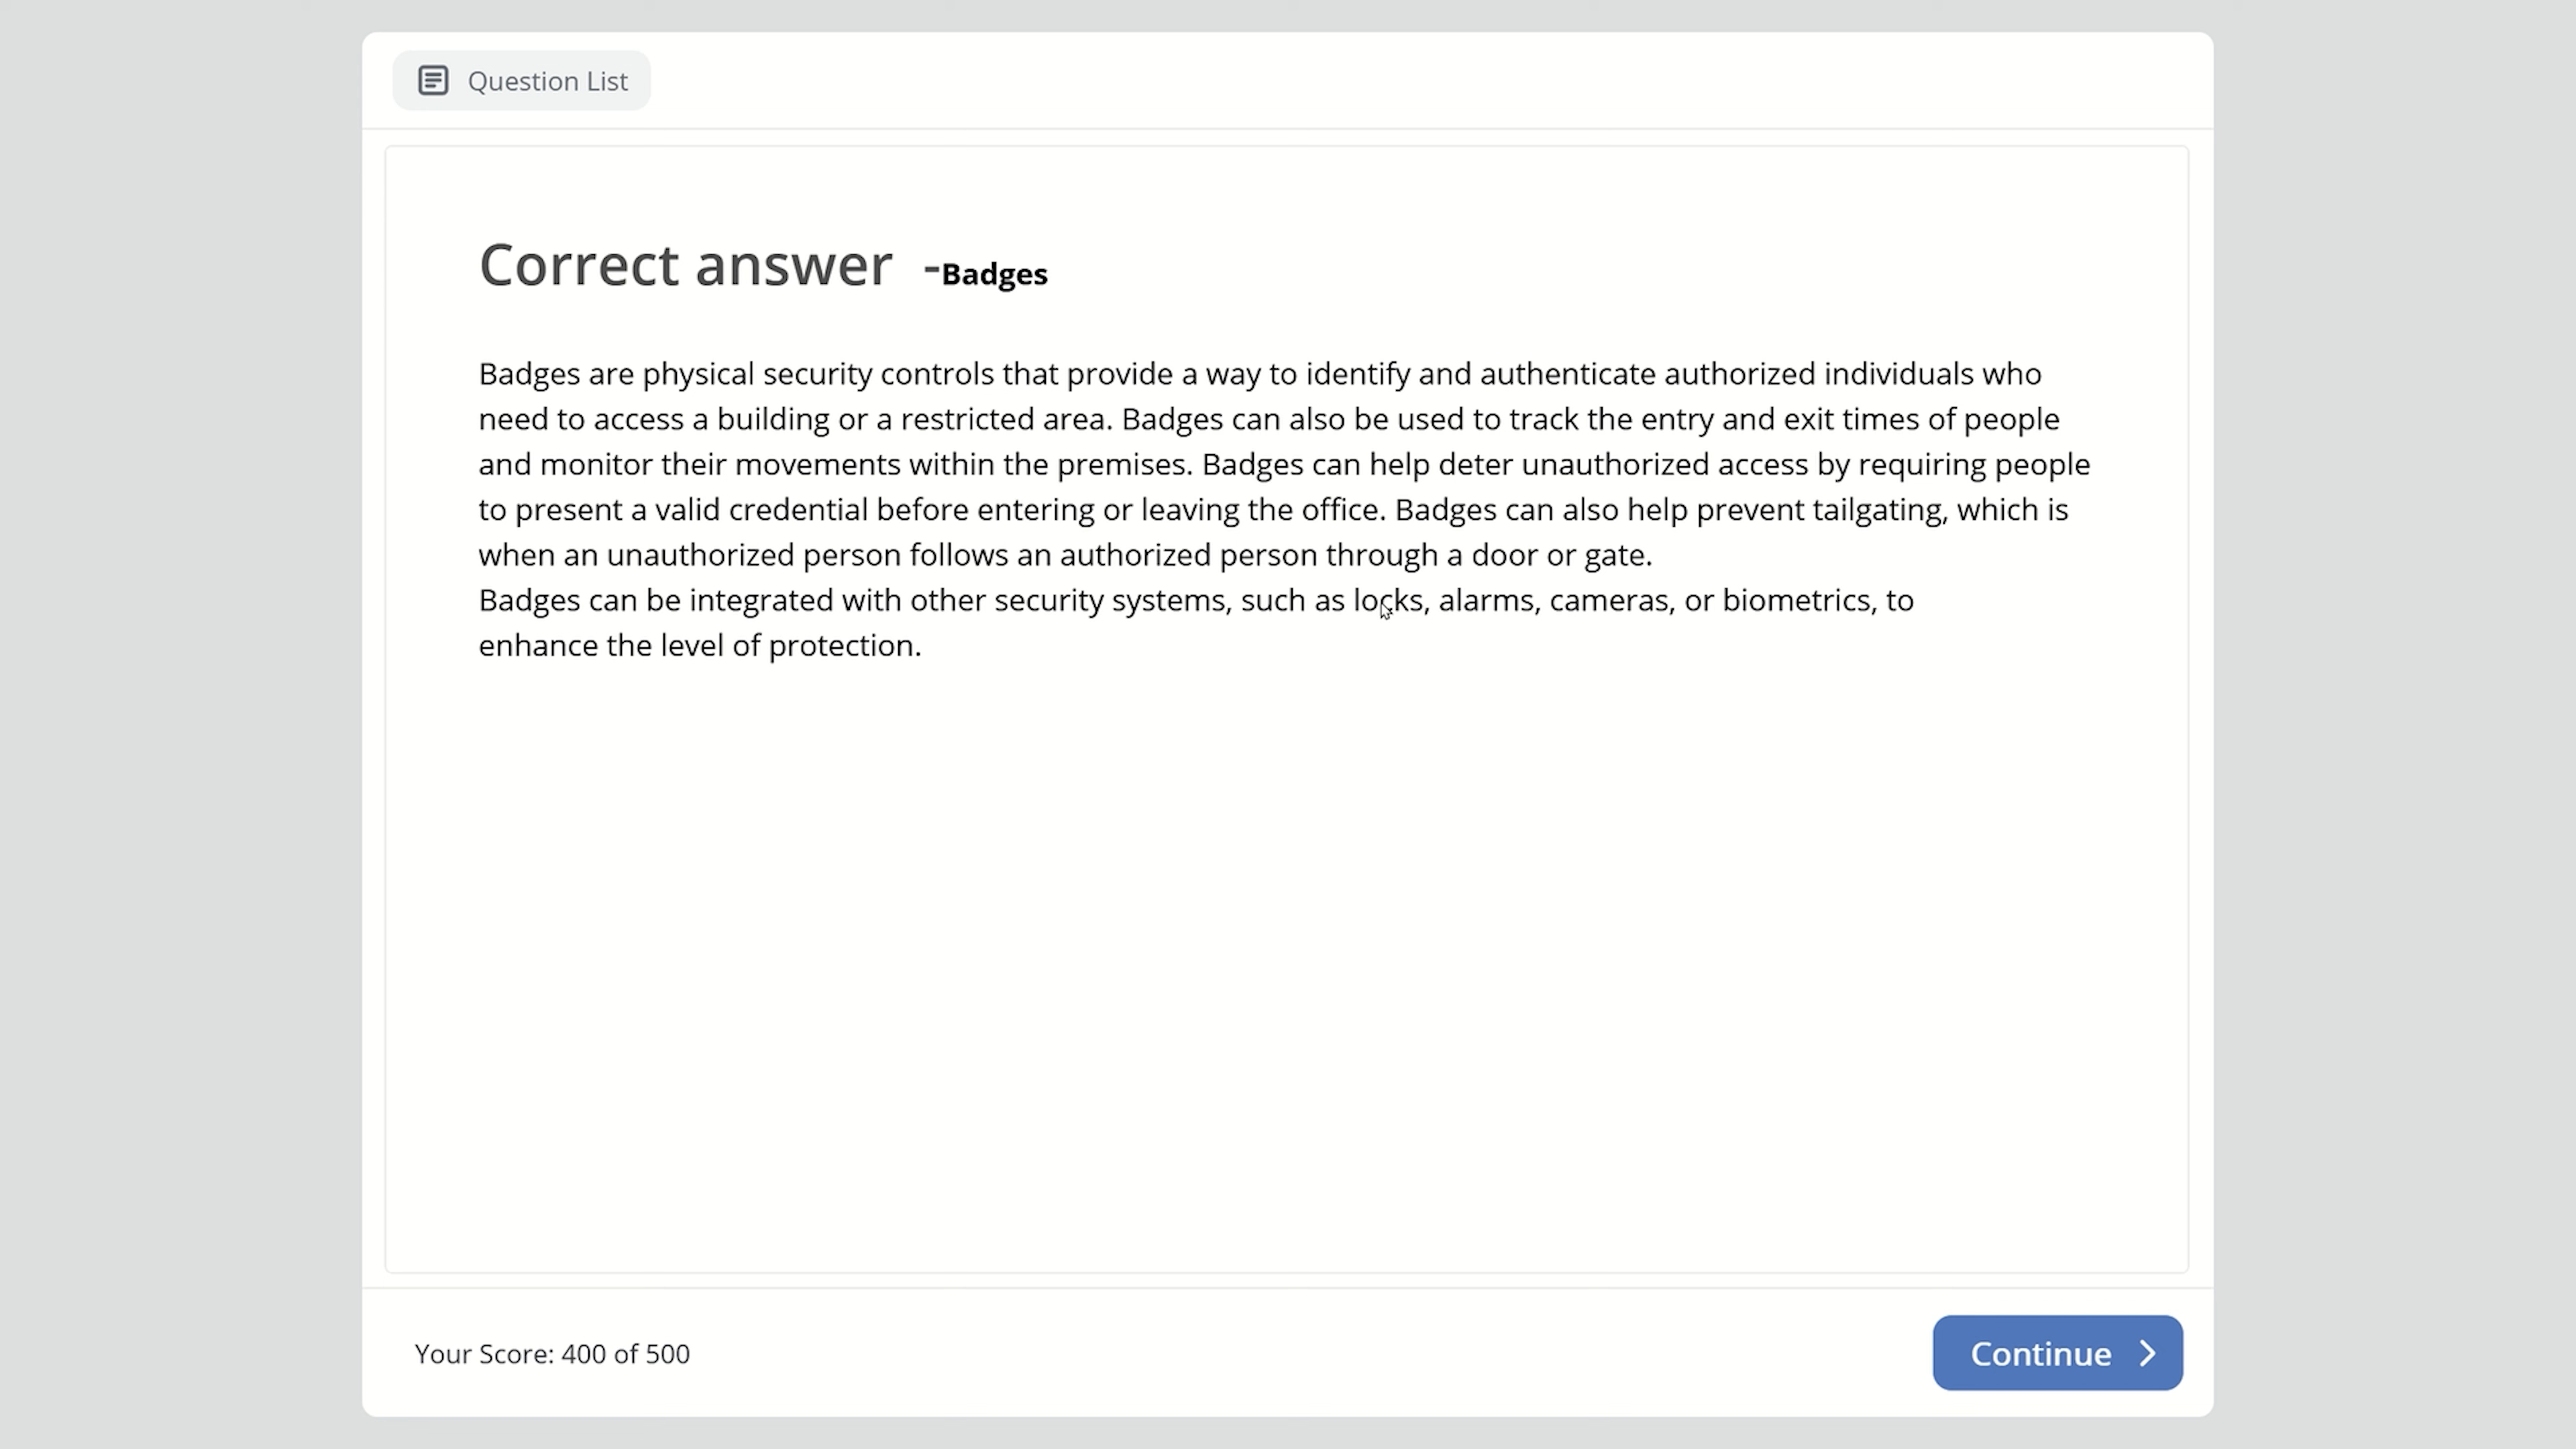 Question List
Correct answer -Badges
Badges are physical security controls that provide a way to identify and authenticate authorized individuals who
need to access a building or a restricted area. Badges can also be used to track the entry and exit times of people
and monitor their movements within the premises. Badges can help deter unauthorized access by requiring people
to present a valid credential before entering or leaving the office. Badges can also help prevent tailgating, which is
when an unauthorized person follows an authorized person through a door or gate.
Badges can be integrated with other security systems, such as locks, alarms, cameras, or biometrics, to
enhance the level of protection.
Your Score: 400 of 500
Continue